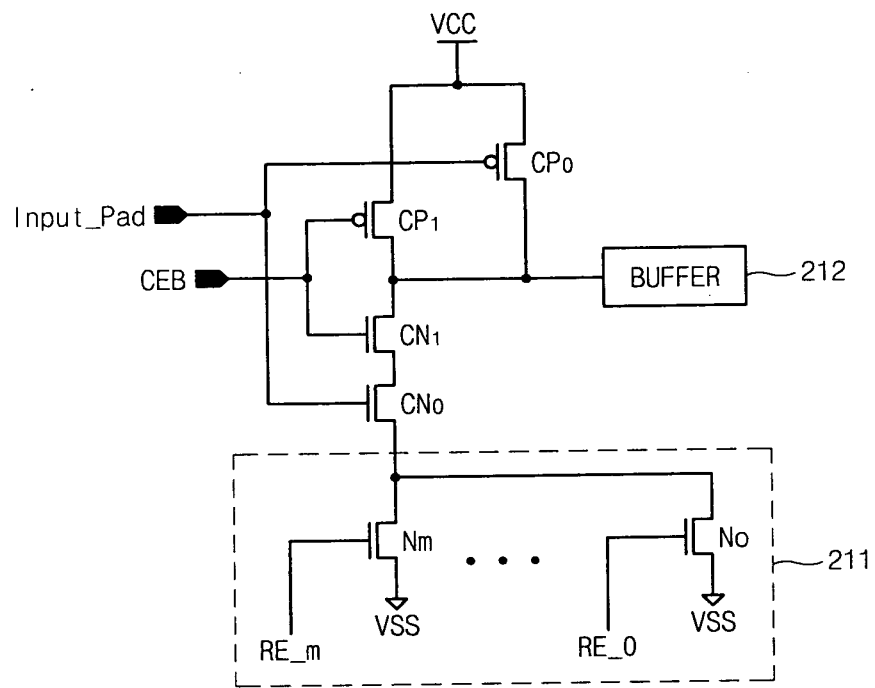 VCC
CP0
Input_Pad
CP1
CEB
BUFFER
212
CN1
CN0
Nm
N0
211
VSS
VSS
RE_m
RE_0